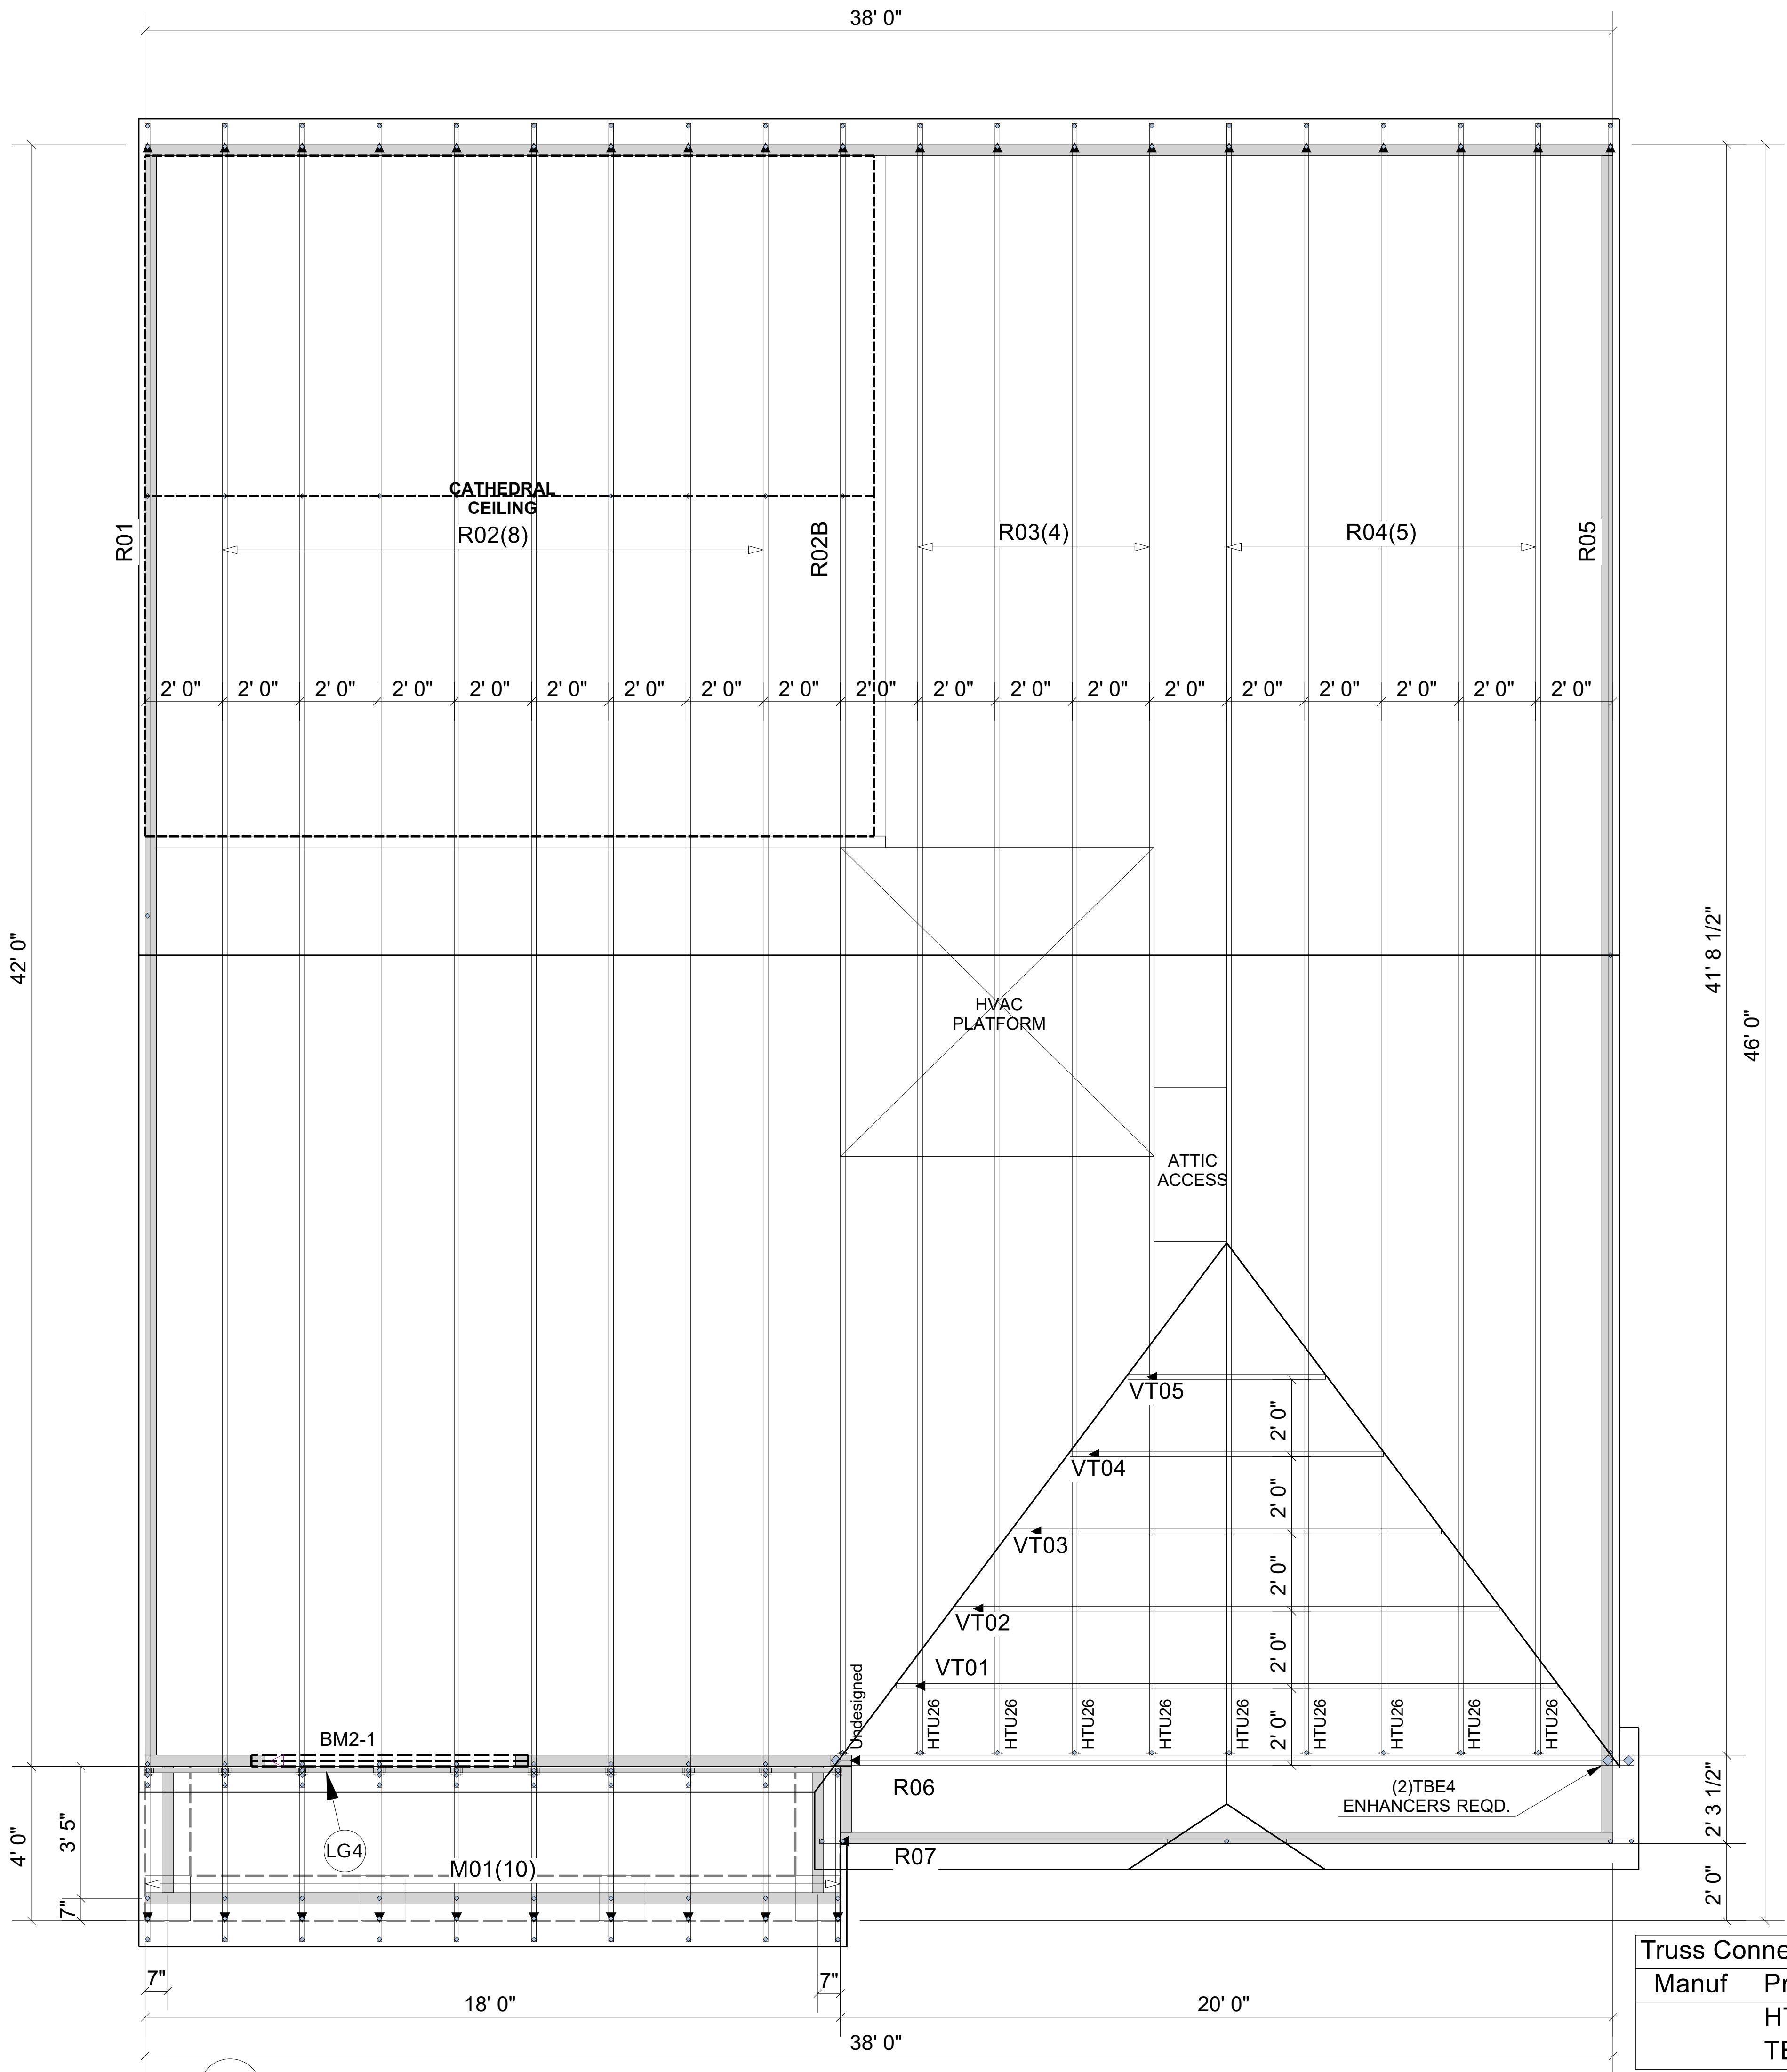 38' 0"
CATHEDRAL
CEILING
R01
R02(8)
R02B
R03(4)
R04(5)
R05
2' 0" 2' 0" 2' 0" 2' 0" 2' 0" 2' 0" 2' 0" 2' 0" 2' 0" 2' 0" 2' 0" 2' 0" 2' 0" 2' 0" 2' 0" 2' 0" 2' 0" 2' 0" 2' 0"
42' 0"
41' 8 1/2"
46' 0"
HVAC
PLATFORM
ATTIC
ACCESS
VT05
2' 0"
VT04
2' 0"
VT03
2' 0"
VT02
2' 0"
VT01
2' 0"
Undesigned
HTU26
HTU26
HTU26
HTU26
HTU26
HTU26
HTU26
HTU26
HTU26
BM2-1
R06
(2)TBE4
ENHANCERS REQD.
2' 3 1/2"
4' 0"
3' 5"
LG4
R07
M01(10)
7"
2' 0"
7"
7"
18' 0"
20' 0"
38' 0"
Truss Conne
Manuf Pr
HT
TE